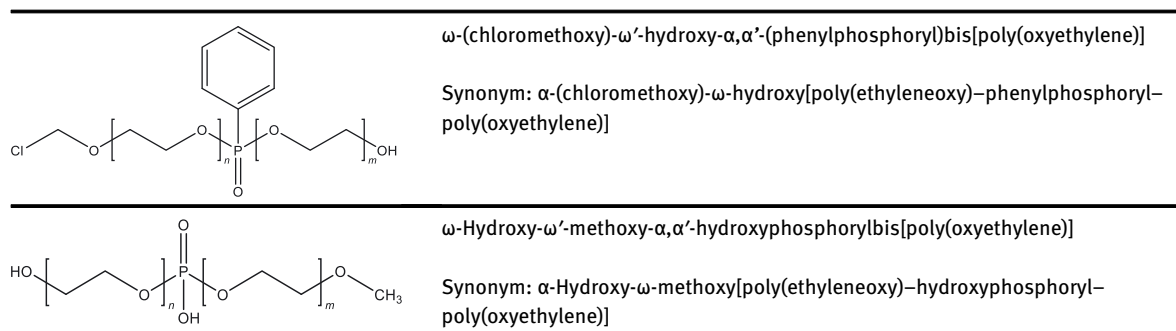 ω-(chloromethoxy)-ω′-hydroxy-α,α’-(phenylphosphoryl)bis[poly(oxyethylene)]
Synonym: α-(chloromethoxy)-ω-hydroxy[poly(ethyleneoxy)–phenylphosphoryl–
poly(oxyethylene)]
Cl O O n P O O m OH
ω-Hydroxy-ω′-methoxy-α,α′-hydroxyphosphorylbis[poly(oxyethylene)]
Synonym: α-Hydroxy-ω-methoxy[poly(ethyleneoxy)–hydroxyphosphoryl–
poly(oxyethylene)]
O
HO O n P OH O m O CH3